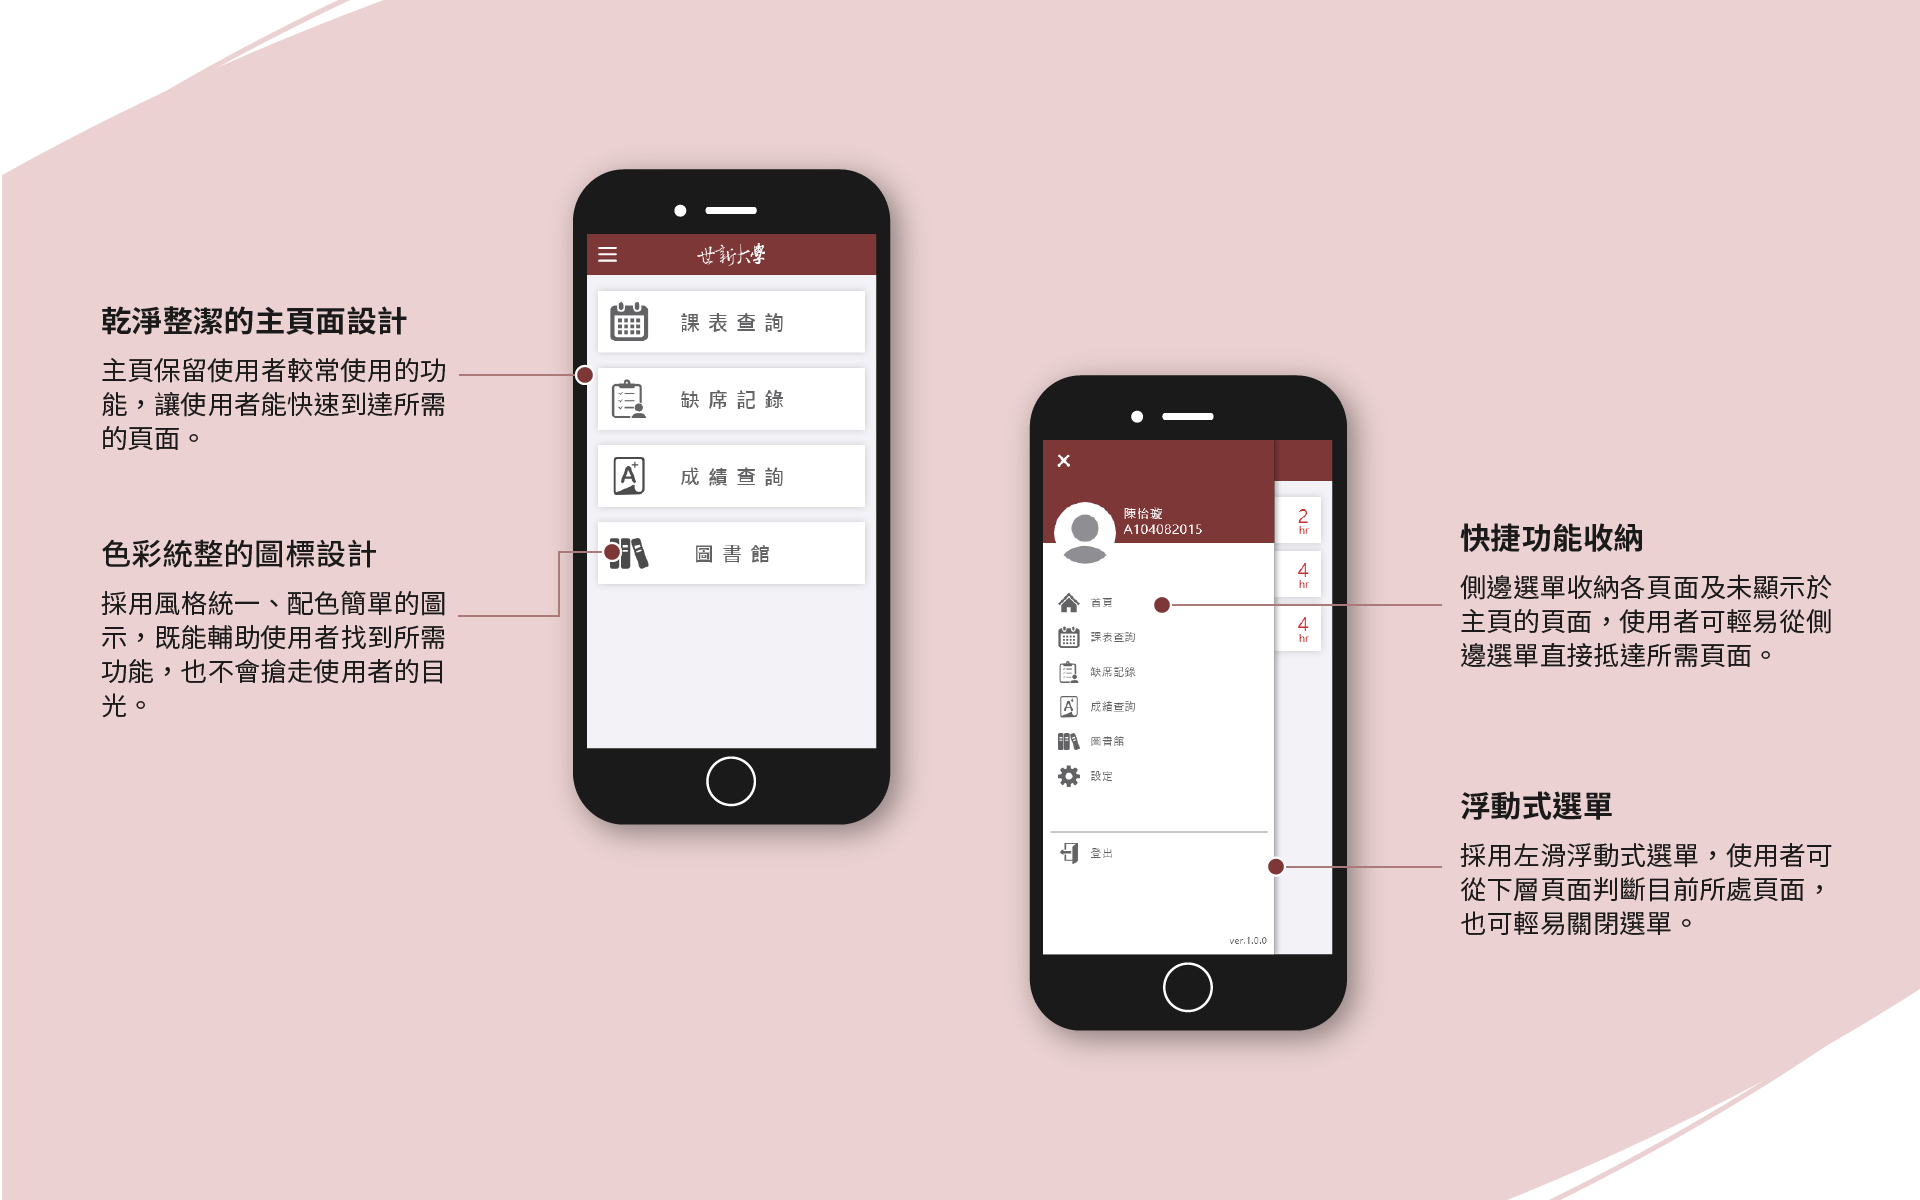 乾淨整潔的主頁面設計
主頁保留使用者較常使用的功
能，讓使用者能快速到達所需
的頁面。
色彩統整的圖標設計
採用風格統一、配色簡單的圖
示，既能輔助使用者找到所需
功能，也不會搶走使用者的目
光。
世新大學
課表查詢
缺席記錄
A+
成績查詢
圖書館
陳怡璇
A104082015
首頁
課表查詢
缺席記錄
A+
成績查詢
圖書館
設定
登出
ver.1.0.0
2
hr
4
hr
4
hr
快捷功能收納
側邊選單收納各頁面及未顯示於
主頁的頁面，使用者可輕易從側
邊選單直接抵達所需頁面。
浮動式選單
採用左滑浮動式選單，使用者可
從下層頁面判斷目前所處頁面，
也可輕易關閉選單。